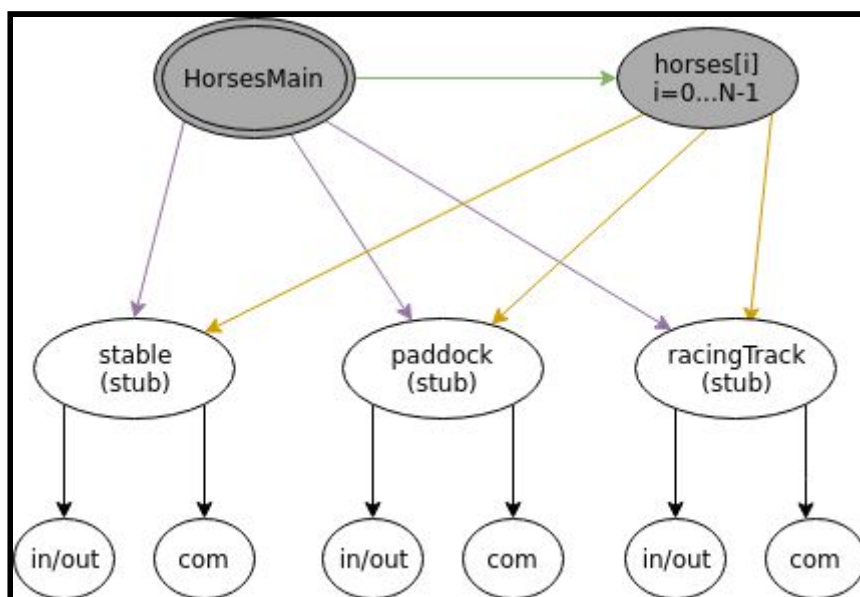 HorsesMain
horses[i]
i=0...N-1
stable
(stub)
paddock
(stub)
racingTrack
(stub)
in/out
com
in/out
com
in/out
com